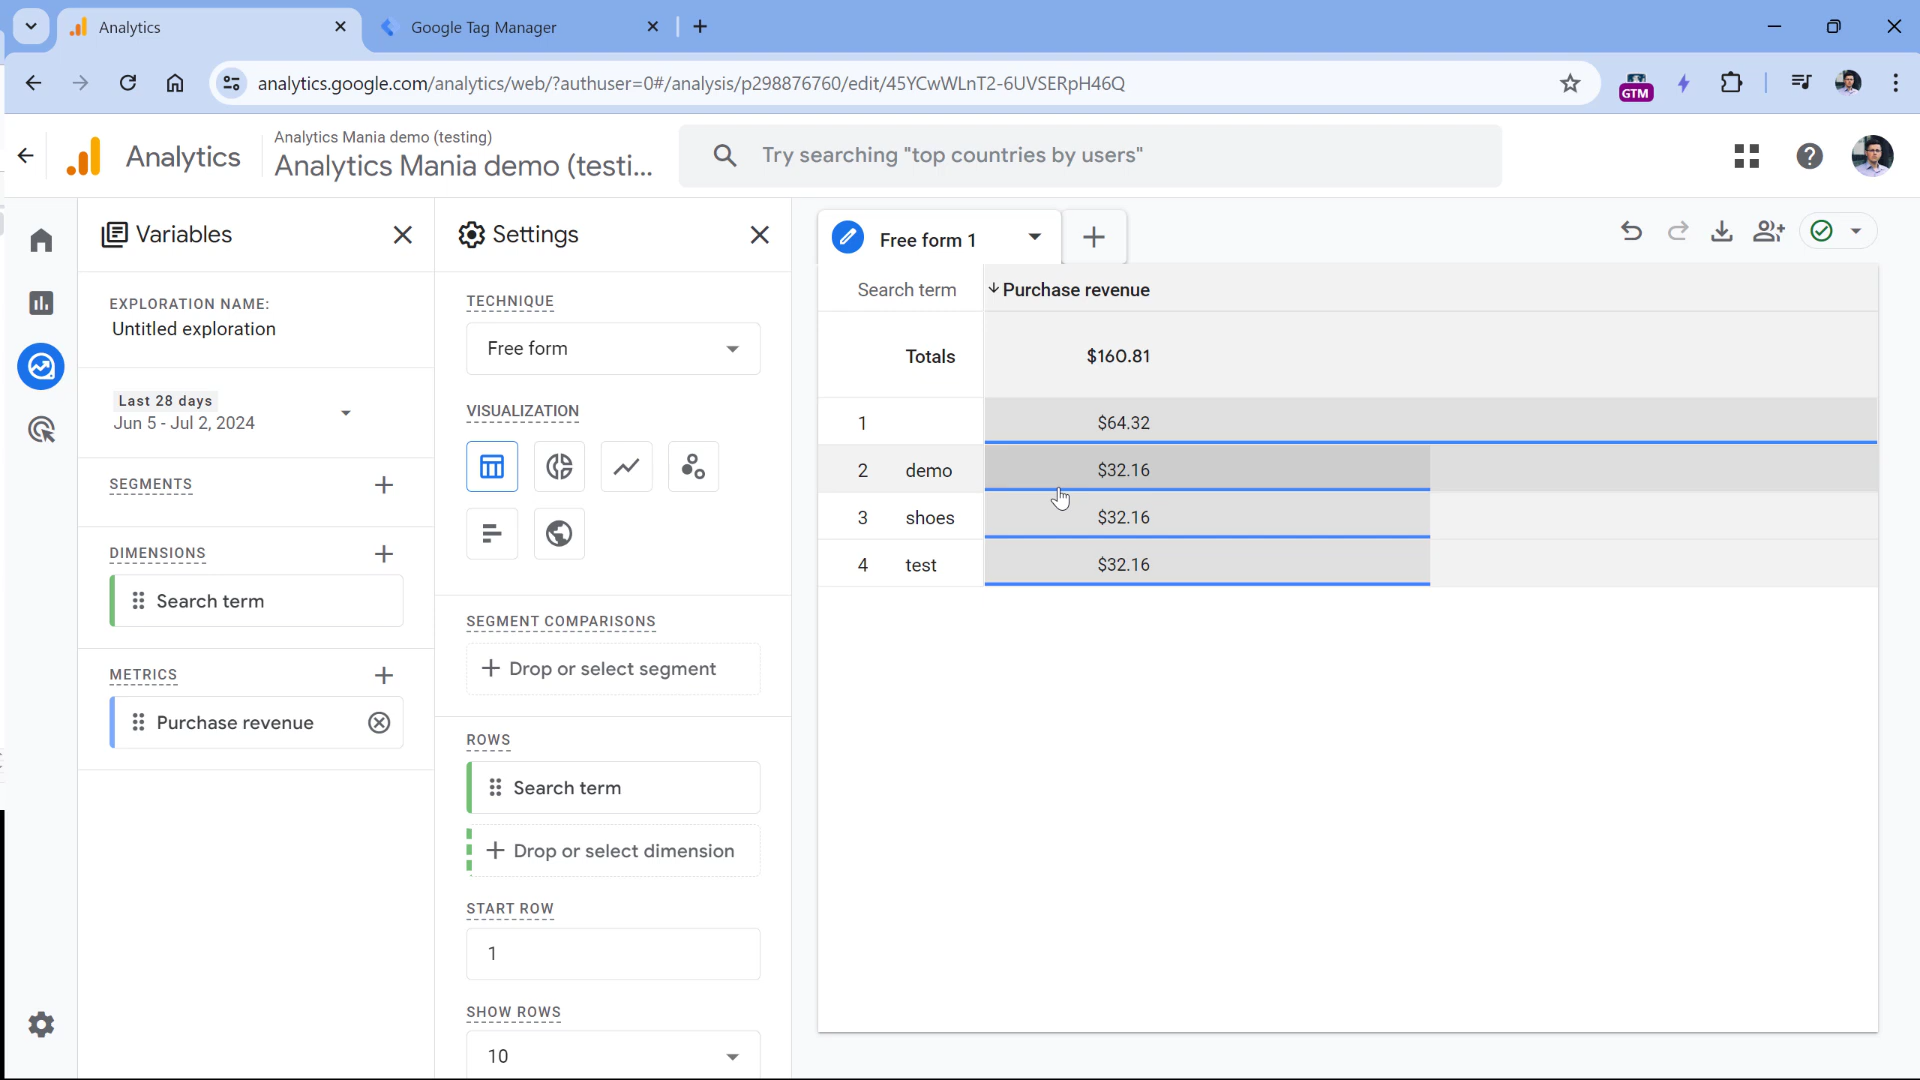 Analytics
Google Tag Manager
analytics.google.com/analytics/web/?authuser=0#/analysis/p298876760/edit/45YCwWLnT2-6UVSERpH46Q
GTM
Analytics
Analytics Mania demo (testing)
Analytics Mania demo (testi...
Try searching "top countries by users"
Variables
EXPLORATION NAME:
Untitled exploration
Last 28 days
Jun 5 - Jul 2, 2024
SEGMENTS
DIMENSIONS
Search term
METRICS
Purchase revenue
Settings
TECHNIQUE
Free form
VISUALIZATION
SEGMENT COMPARISONS
Drop or select segment
ROWS
Search term
Drop or select dimension
START ROW
1
SHOW ROWS
10
Free form 1
Search term Purchase revenue
Totals $160.81
1 $64.32
2 demo $32.16
3 shoes $32.16
4 test $32.16